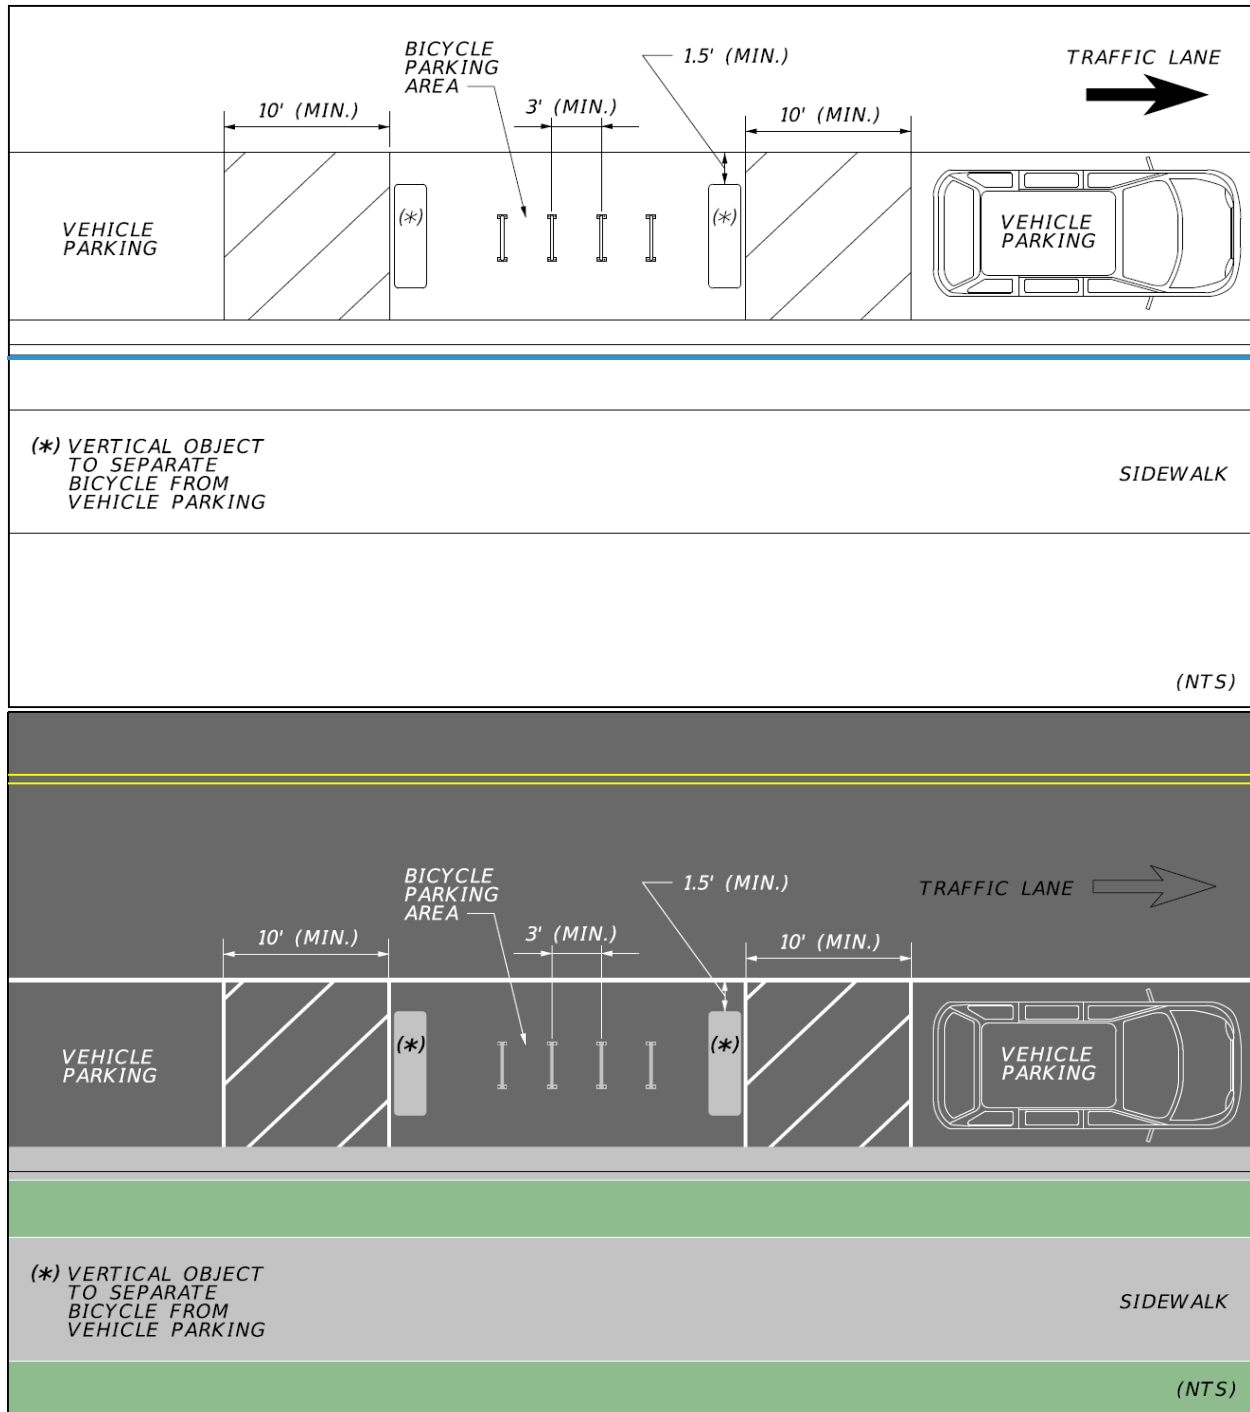 BICYCLE
PARKING
AREA
1.5' (MIN.)
TRAFFIC LANE
10' (MIN.)
3' (MIN.)
10' (MIN.)
VEHICLE
PARKING
(*)
(*)
VEHICLE
PARKING
(*) VERTICAL OBJECT
TO SEPARATE
BICYCLE FROM
VEHICLE PARKING
SIDEWALK
(NTS)
BICYCLE
PARKING
AREA
1.5' (MIN.)
TRAFFIC LANE
10' (MIN.)
3' (MIN.)
10' (MIN.)
VEHICLE
PARKING
(*)
(*)
VEHICLE
PARKING
(*) VERTICAL OBJECT
TO SEPARATE
BICYCLE FROM
VEHICLE PARKING
SIDEWALK
(NTS)